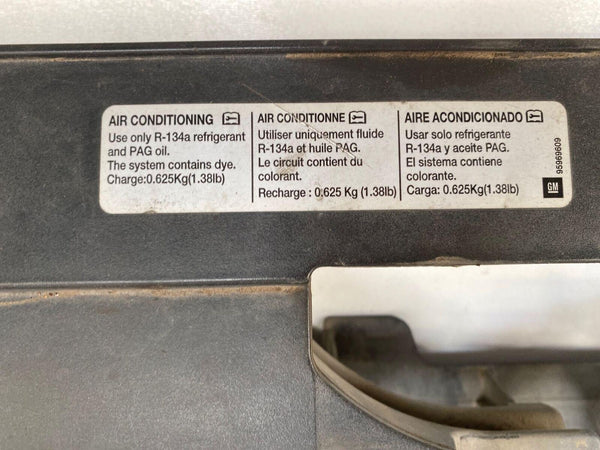 AIR CONDITIONING
Use only R-134a refrigerant
and PAG oil.
The system contains dye.
Charge:0.625Kg(1.38lb)
AIR CONDITIONNE
Utiliser uniquement fluide
R-134a et huile PAG.
Le circuit contient du
colorant.
Recharge : 0.625 Kg (1.38lb)
AIRE ACONDICIONADO
Usar solo refrigerante
R-134a y aceite PAG.
El sistema contiene
colorante.
Carga: 0.625Kg (1.38lb)
95969609
GM